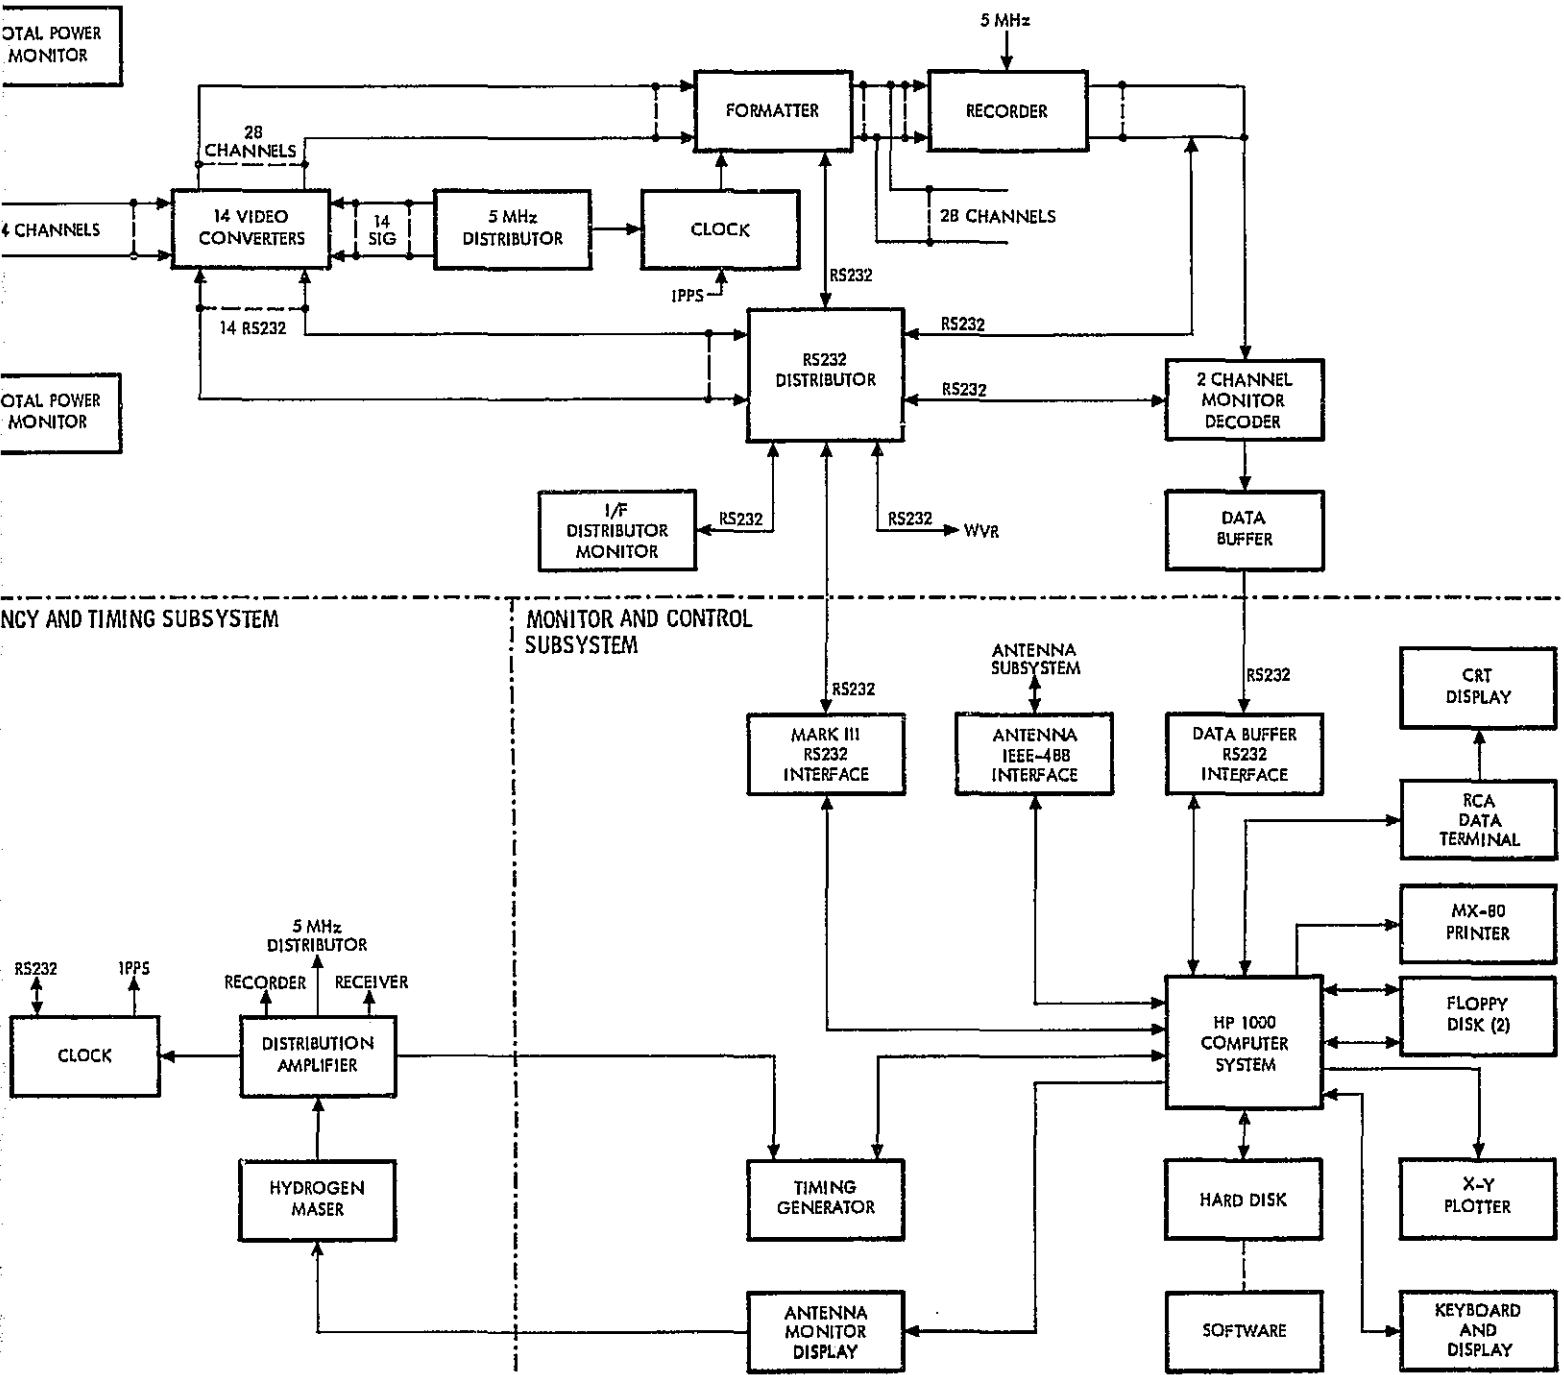 OTAL POWER
MONITOR
5 MHz
FORMATTER
RECORDER
28
CHANNELS
4 CHANNELS
14 VIDEO
CONVERTERS
14
SIG
5 MHz
DISTRIBUTOR
CLOCK
28 CHANNELS
1PPS
RS232
14 RS232
RS232
RS232
DISTRIBUTOR
RS232
OTAL POWER
MONITOR
2 CHANNEL
MONITOR
DECODER
I/F
DISTRIBUTOR
MONITOR
RS232
RS232
WVR
DATA
BUFFER
NCY AND TIMING SUBSYSTEM
MONITOR AND CONTROL
SUBSYSTEM
ANTENNA
SUBSYSTEM
RS232
RS232
CRT
DISPLAY
MARK III
RS232
INTERFACE
ANTENNA
IEEE-488
INTERFACE
DATA BUFFER
RS232
INTERFACE
RCA
DATA
TERMINAL
MX-80
PRINTER
5 MHz
DISTRIBUTOR
RS232
1PPS
RECORDER
RECEIVER
CLOCK
DISTRIBUTION
AMPLIFIER
HP 1000
COMPUTER
SYSTEM
FLOPPY
DISK (2)
HYDROGEN
MASER
TIMING
GENERATOR
HARD DISK
X-Y
PLOTTER
ANTENNA
MONITOR
DISPLAY
SOFTWARE
KEYBOARD
AND
DISPLAY